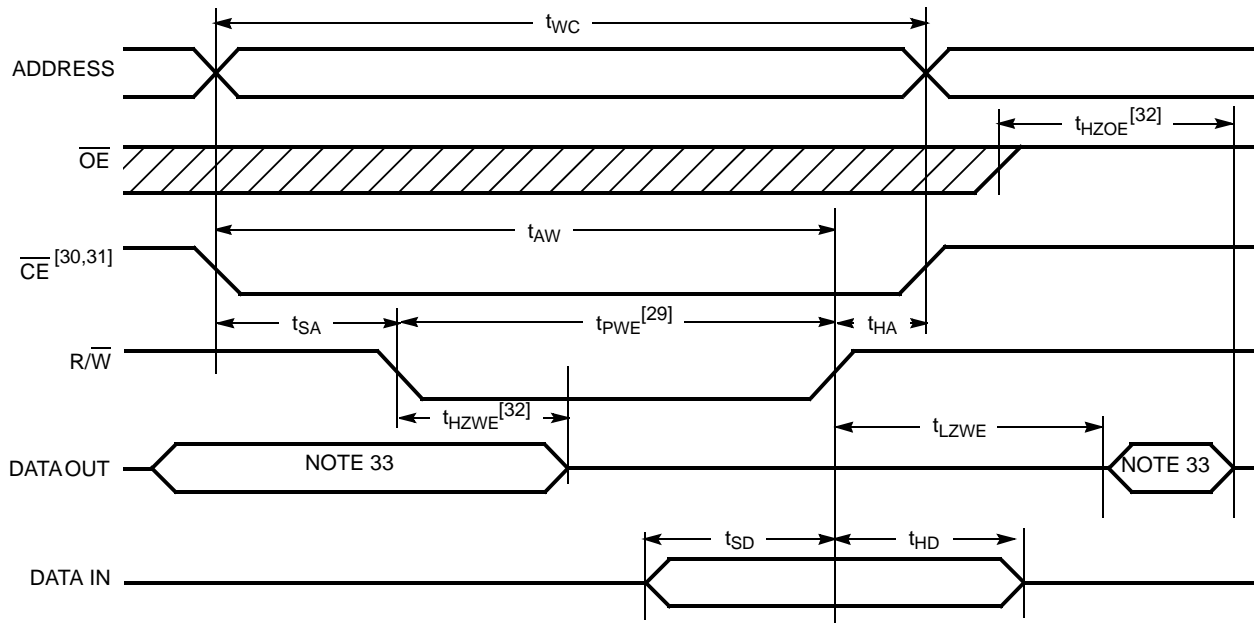 tWC
ADDRESS
tHZOE[32]
OE
tAW
CE [30,31]
tSA
tPWE[29]
tHA
R/W
tHZWE[32]
tLZWE
DATA OUT
NOTE 33
NOTE 33
tSD
tHD
DATA IN